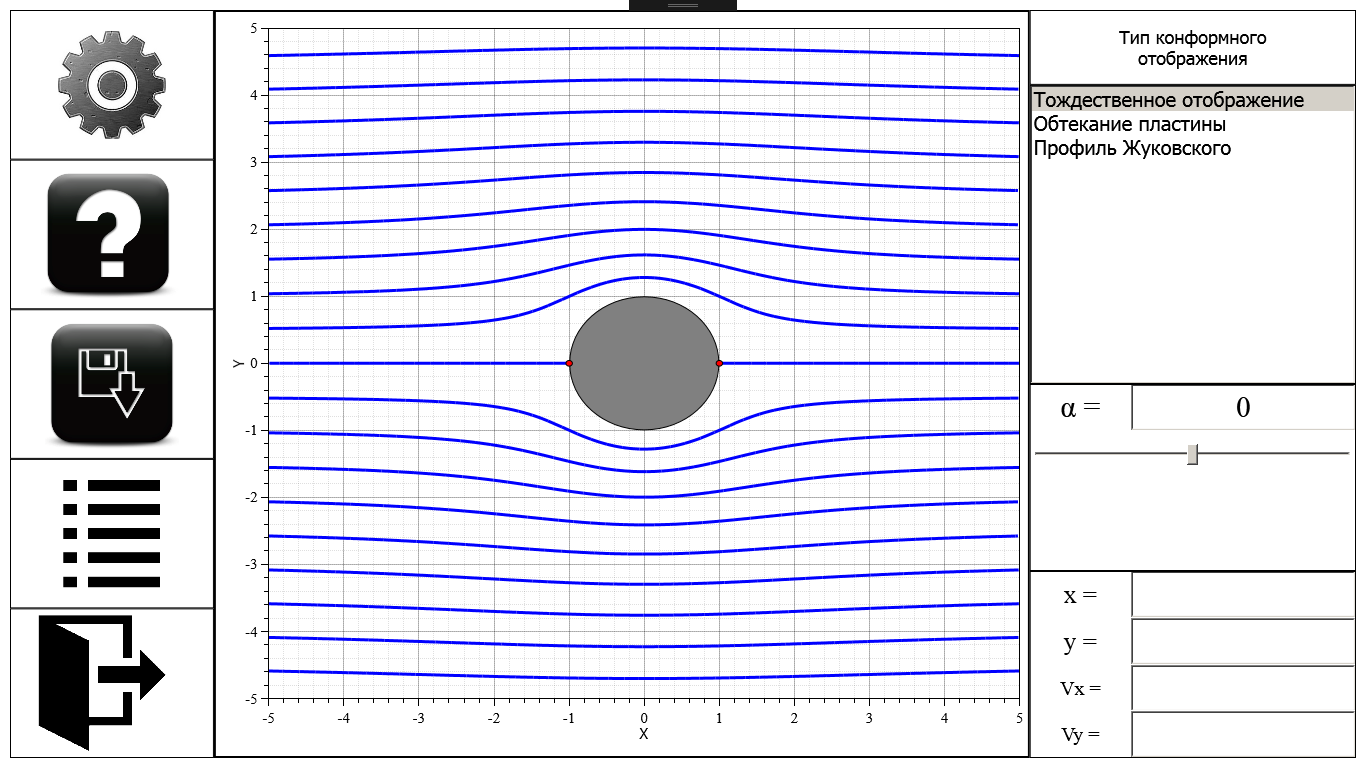 Тип конформного
отображения
Тождественное отображение
Обтекание пластины
Профиль Жуковского
α =
0
x =
y =
Vx =
Vy =
5
4
3
2
1
Y 0
-1
-2
-3
-4
-5
-5 -4 -3 -2 -1 0 1 2 3 4 5
X